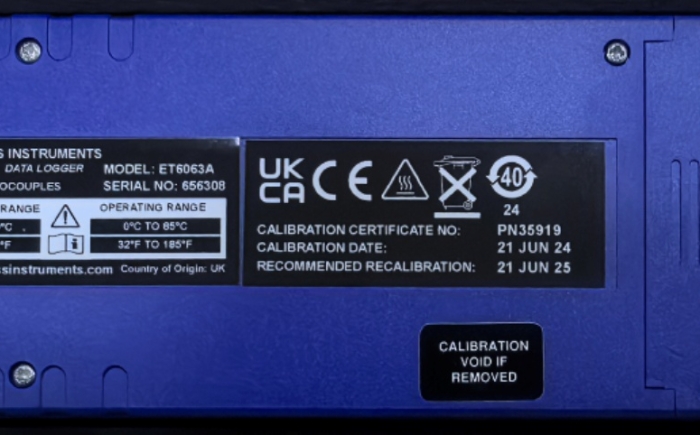 S INSTRUMENTS
DATA LOGGER
MODEL: ET6063A
OCOUPLES
SERIAL NO: 656308
RANGE
OPERATING RANGE
°C
0°C TO 85°C
°F
32°F TO 185°F
ssinstruments.com
Country of Origin: UK
UK
CA
CE
40
24
CALIBRATION CERTIFICATE NO: PN35919
CALIBRATION DATE: 21 JUN 24
RECOMMENDED RECALIBRATION: 21 JUN 25
CALIBRATION
VOID IF
REMOVED